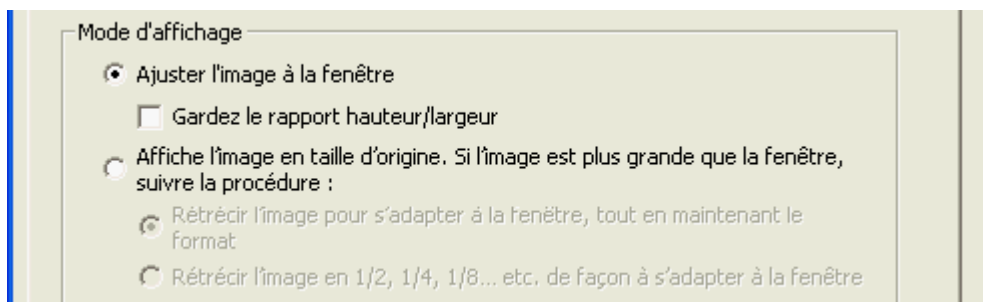 Mode d'affichage
Ajuster l'image à la fenêtre
Gardez le rapport hauteur/largeur
Affiche l'image en taille d'origine. Si l'image est plus grande que la fenêtre,
suivre la procédure :
Rétrécir l'image pour s'adapter à la fenêtre, tout en maintenant le
format
Rétrécir l'image en 1/2, 1/4, 1/8... etc. de façon à s'adapter à la fenêtre